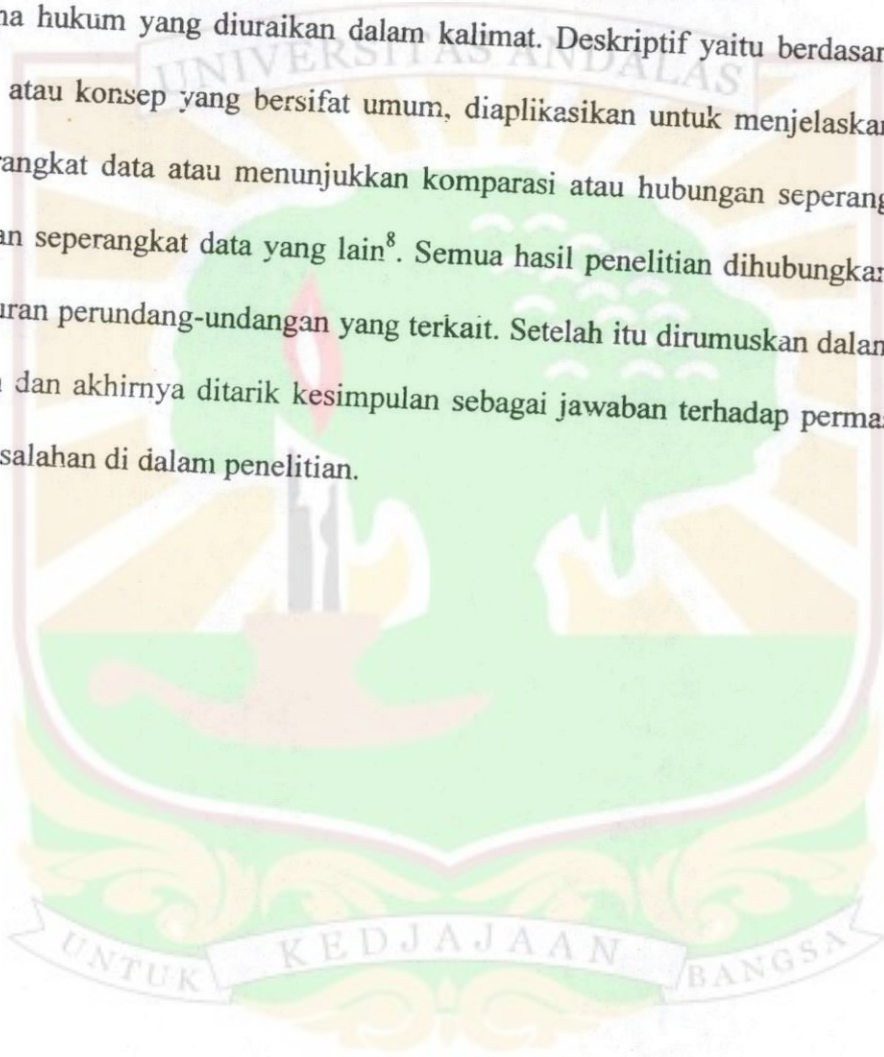 na hukum yang diuraikan dalam kalimat. Deskriptif yaitu berdasar
atau konsep yang bersifat umum, diaplikasikan untuk menjelaskan
rangkat data atau menunjukkan komparasi atau hubungan seperang
an seperangkat data yang lain⁸. Semua hasil penelitian dihubungkan
uran perundang-undangan yang terkait. Setelah itu dirumuskan dalam
dan akhirnya ditarik kesimpulan sebagai jawaban terhadap permas
salahan di dalam penelitian.
UNIVERSITAS ANDALAS
UNTUK KEDJAJAAN BANGSA